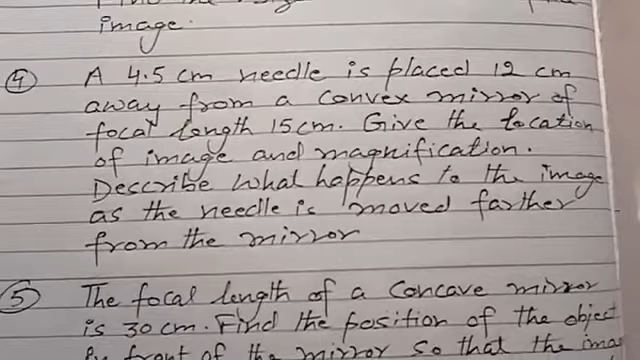 image.
④ A 4.5 cm needle is placed 12 cm
away from a convex mirror of
focal length 15 cm. Give the location
of image and magnification.
Describe what happens to the image
as the needle is moved farther
from the mirror
⑤ The focal length of a concave mirror
is 30 cm. Find the position of the object
front of the mirror so that the ima